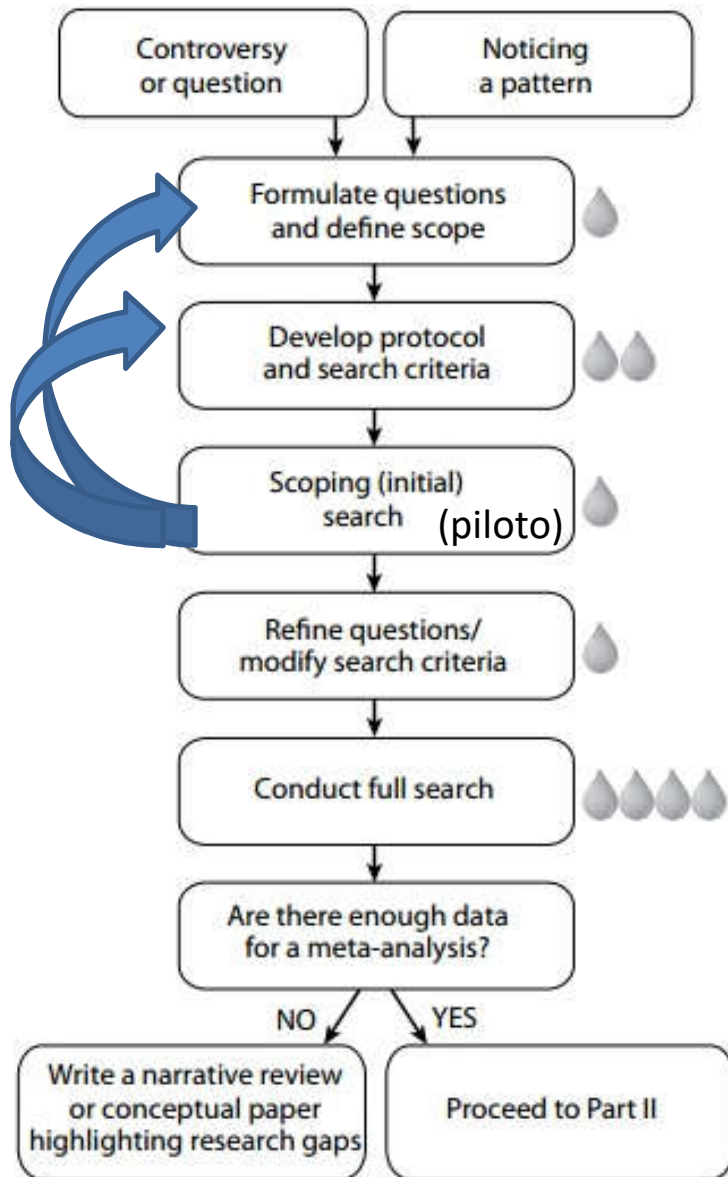 Controversy
or question
Noticing
a pattern
Formulate questions
and define scope
Develop protocol
and search criteria
Scoping (initial)
search
(piloto)
Refine questions/
modify search criteria
Conduct full search
Are there enough data
for a meta-analysis?
NO
YES
Write a narrative review
or conceptual paper
highlighting research gaps
Proceed to Part II